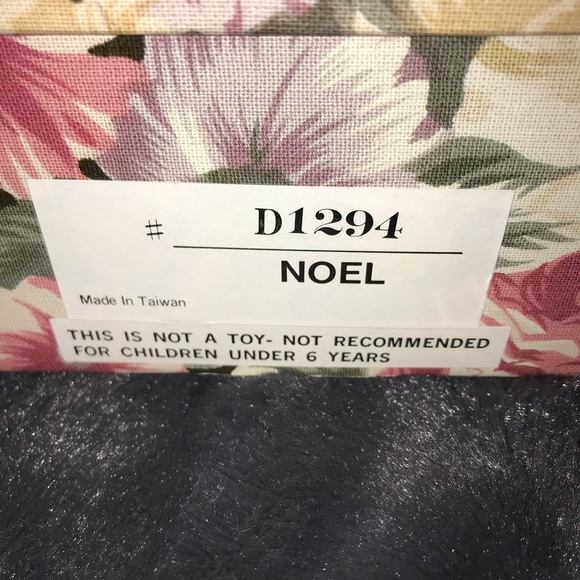 # D1294
NOEL
Made In Taiwan
THIS IS NOT A TOY- NOT RECOMMENDED
FOR CHILDREN UNDER 6 YEARS